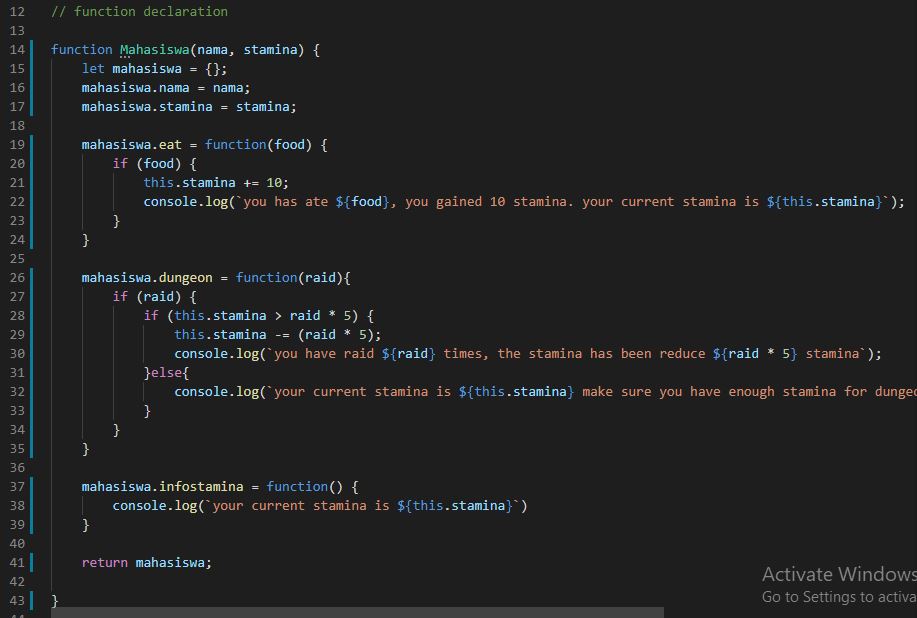 12 // function declaration
13
14 function Mahasiswa(nama, stamina) {
15     let mahasiswa = {};
16     mahasiswa.nama = nama;
17     mahasiswa.stamina = stamina;
18
19     mahasiswa.eat = function(food) {
20         if (food) {
21             this.stamina += 10;
22             console.log(`you has ate ${food}, you gained 10 stamina. your current stamina is ${this.stamina}`);
23         }
24     }
25
26     mahasiswa.dungeon = function(raid){
27         if (raid) {
28             if (this.stamina > raid * 5) {
29                 this.stamina -= (raid * 5);
30                 console.log(`you have raid ${raid} times, the stamina has been reduce ${raid * 5} stamina`);
31             }else{
32                 console.log(`your current stamina is ${this.stamina} make sure you have enough stamina for dunge
33             }
34         }
35     }
36
37     mahasiswa.infostamina = function() {
38         console.log(`your current stamina is ${this.stamina}`)
39     }
40
41     return mahasiswa;
42
43 }
Activate Windows
Go to Settings to activa